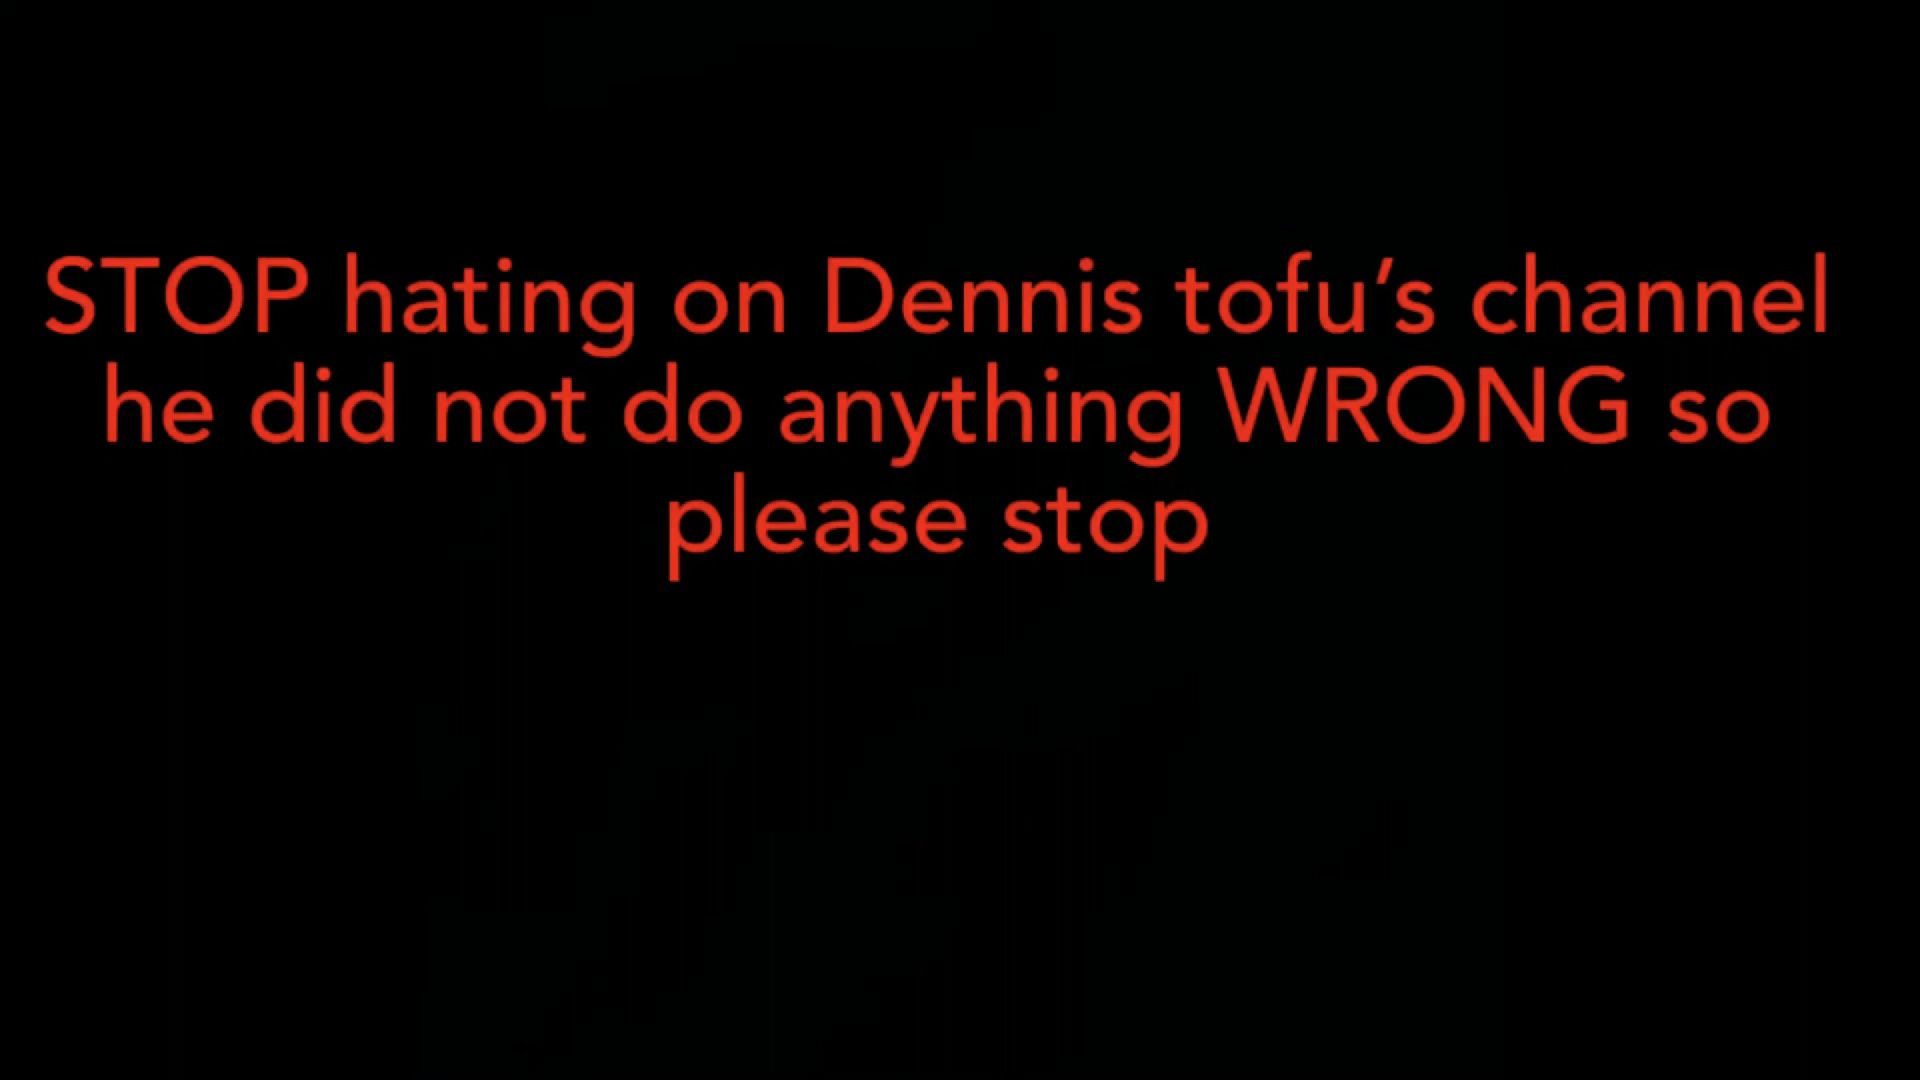 STOP hating on Dennis tofu’s channel
he did not do anything WRONG so
please stop